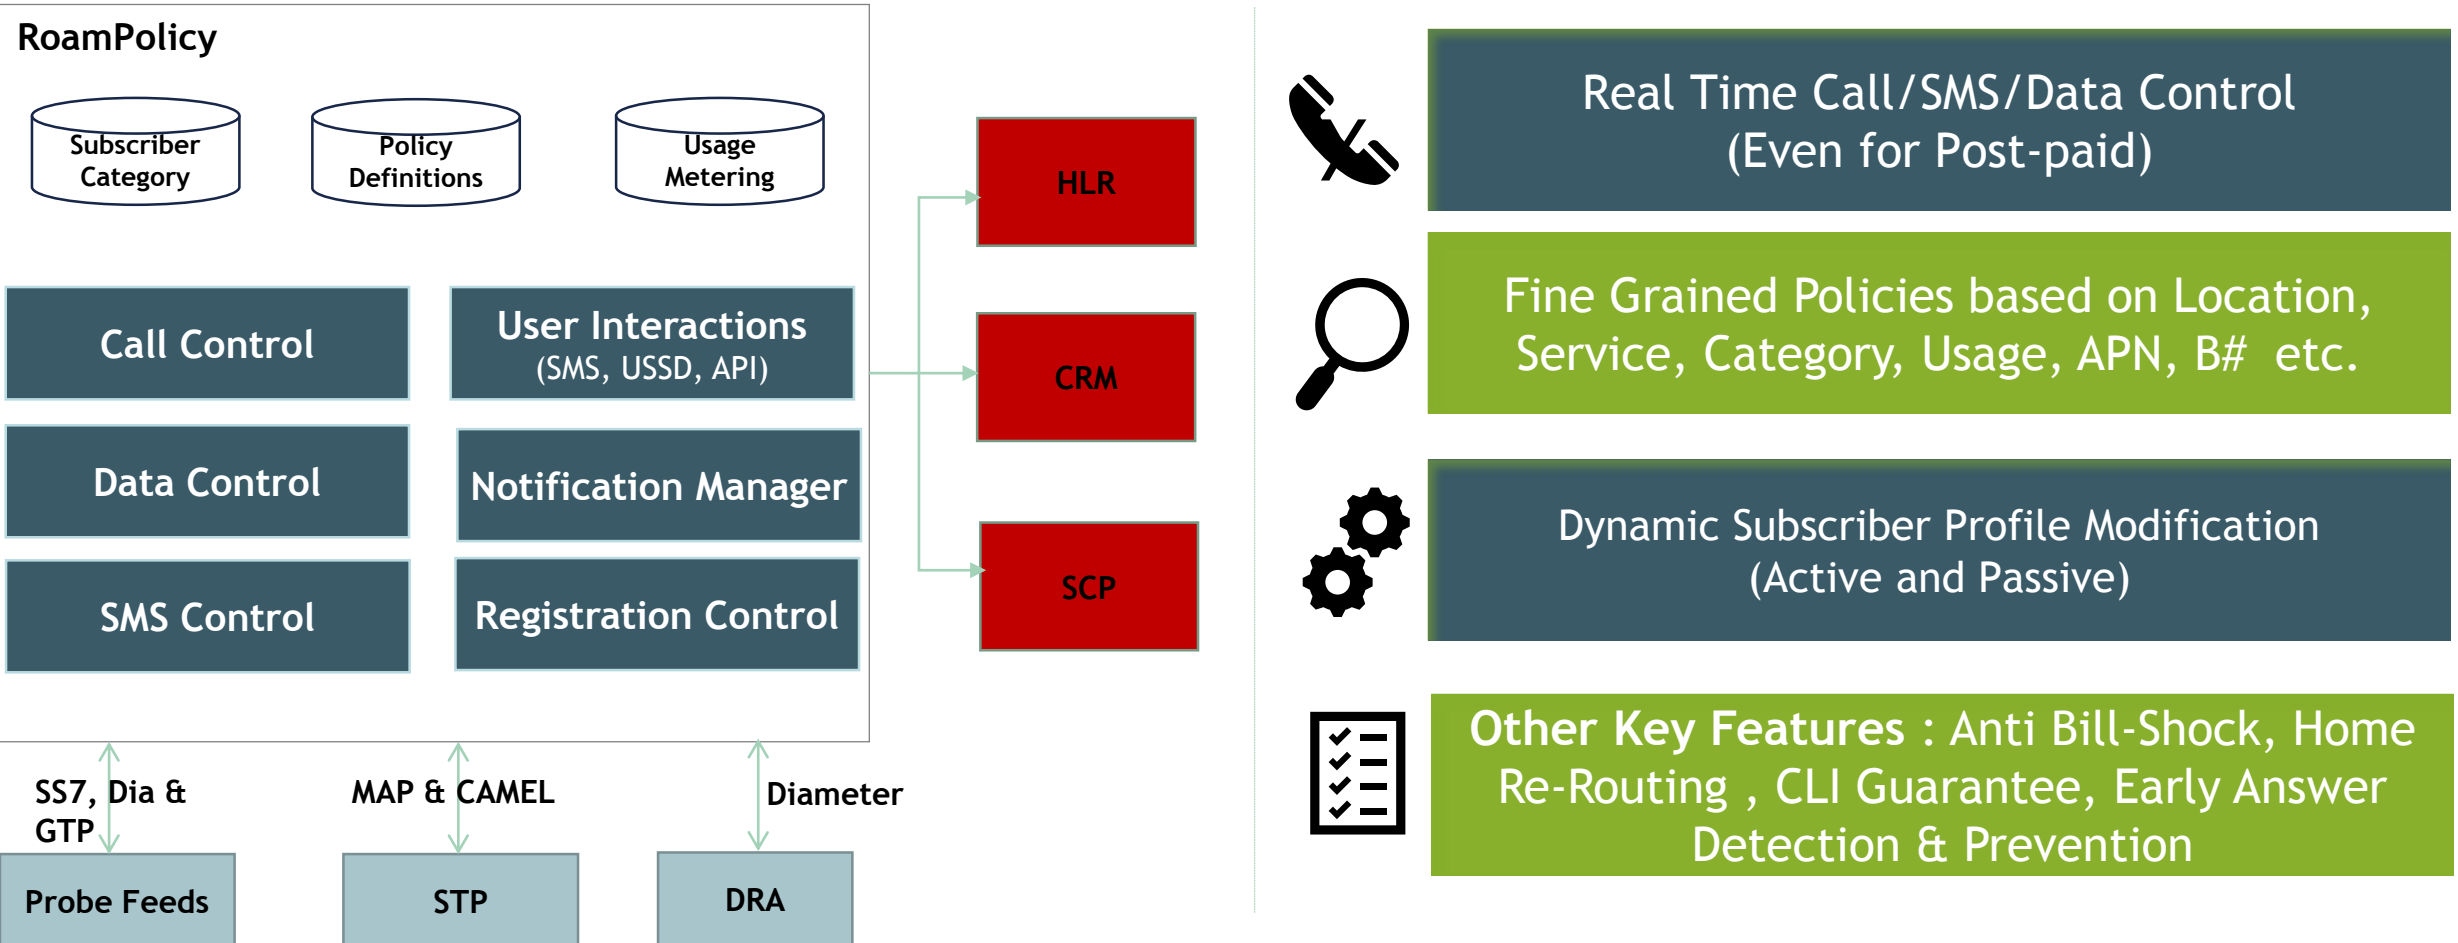 RoamPolicy
Subscriber
Category
Policy
Definitions
Usage
Metering
Call Control
User Interactions
(SMS, USSD, API)
Data Control
Notification Manager
SMS Control
Registration Control
HLR
CRM
SCP
SS7, Dia &
GTP
MAP & CAMEL
Diameter
Probe Feeds
STP
DRA
Real Time Call/SMS/Data Control
(Even for Post-paid)
Fine Grained Policies based on Location,
Service, Category, Usage, APN, B# etc.
Dynamic Subscriber Profile Modification
(Active and Passive)
Other Key Features : Anti Bill-Shock, Home
Re-Routing , CLI Guarantee, Early Answer
Detection & Prevention